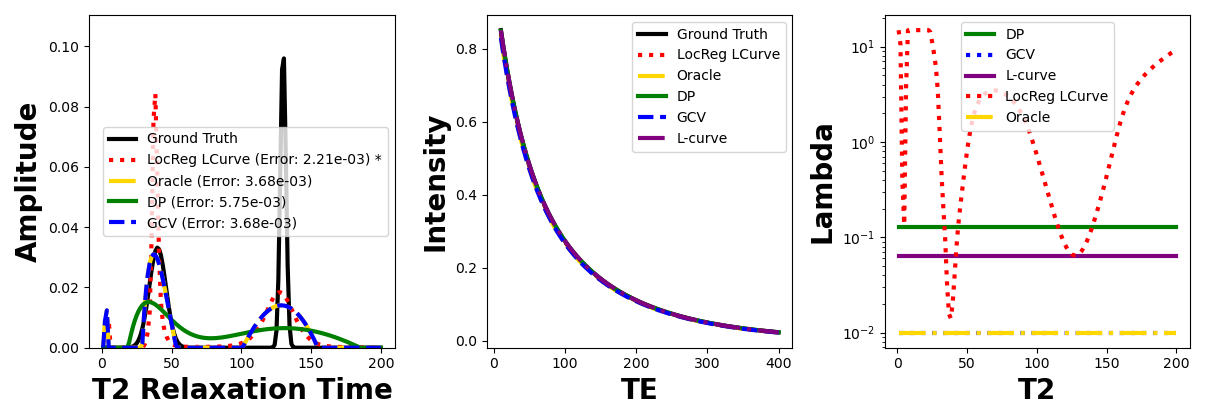 Amplitude
0.10
0.08
0.06
0.04
0.02
0.00
Ground Truth
LocReg LCurve (Error: 2.21e-03) *
Oracle (Error: 3.68e-03)
DP (Error: 5.75e-03)
GCV (Error: 3.68e-03)
0 50 100 150 200
T2 Relaxation Time
Intensity
0.8
0.6
0.4
0.2
0.0
Ground Truth
LocReg LCurve
Oracle
DP
GCV
L-curve
0 100 200 300 400
TE
Lambda
10¹
10⁰
10⁻¹
10⁻²
DP
GCV
L-curve
LocReg LCurve
Oracle
0 50 100 150 200
T2